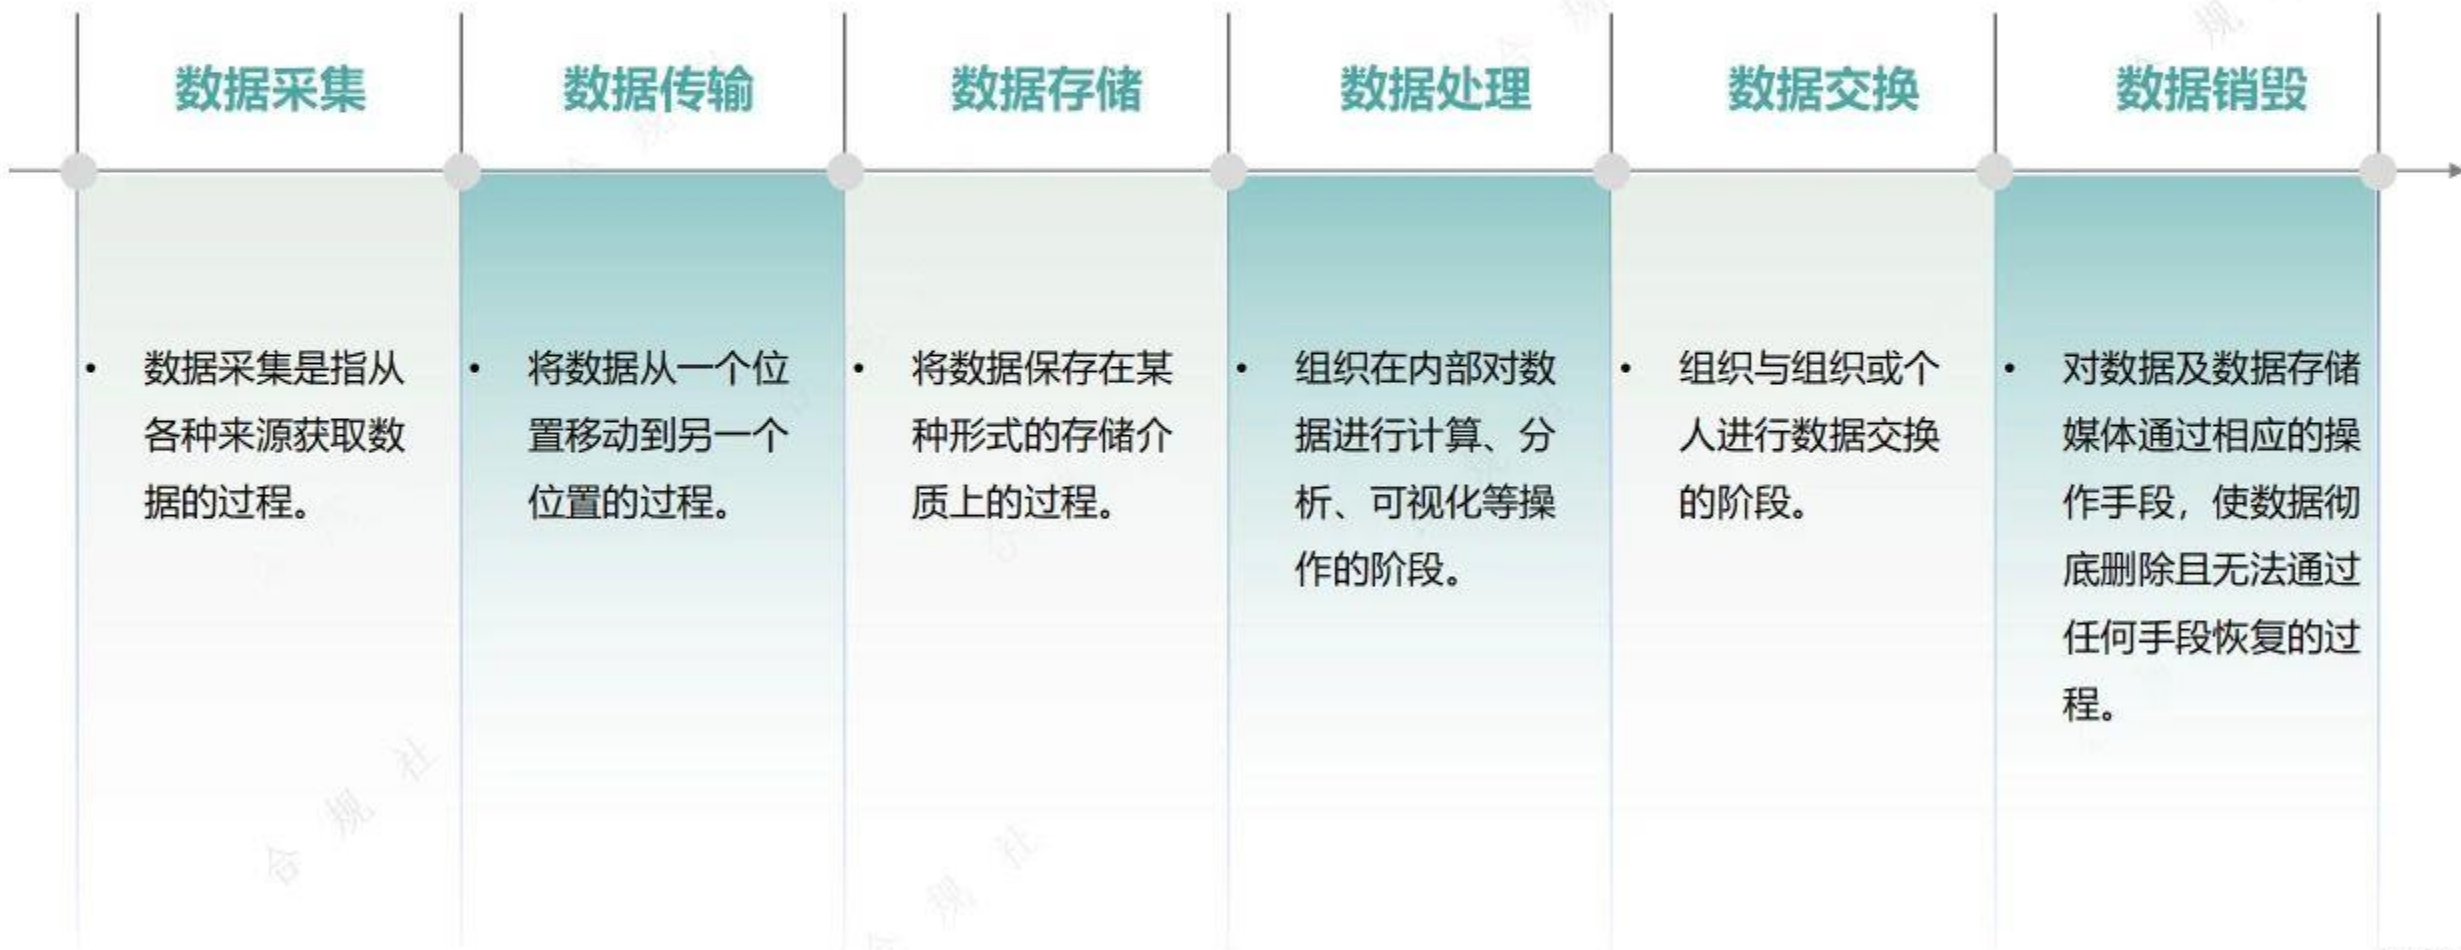 数据采集
数据传输
数据存储
数据处理
数据交换
数据销毁
• 数据采集是指从
各种来源获取数
据的过程。
• 将数据从一个位
置移动到另一个
位置的过程。
• 将数据保存在某
种形式的存储介
质上的过程。
• 组织在内部对数
据进行计算、分
析、可视化等操
作的阶段。
• 组织与组织或个
人进行数据交换
的阶段。
• 对数据及数据存储
媒体通过相应的操
作手段，使数据彻
底删除且无法通过
任何手段恢复的过
程。
合规社
合规社